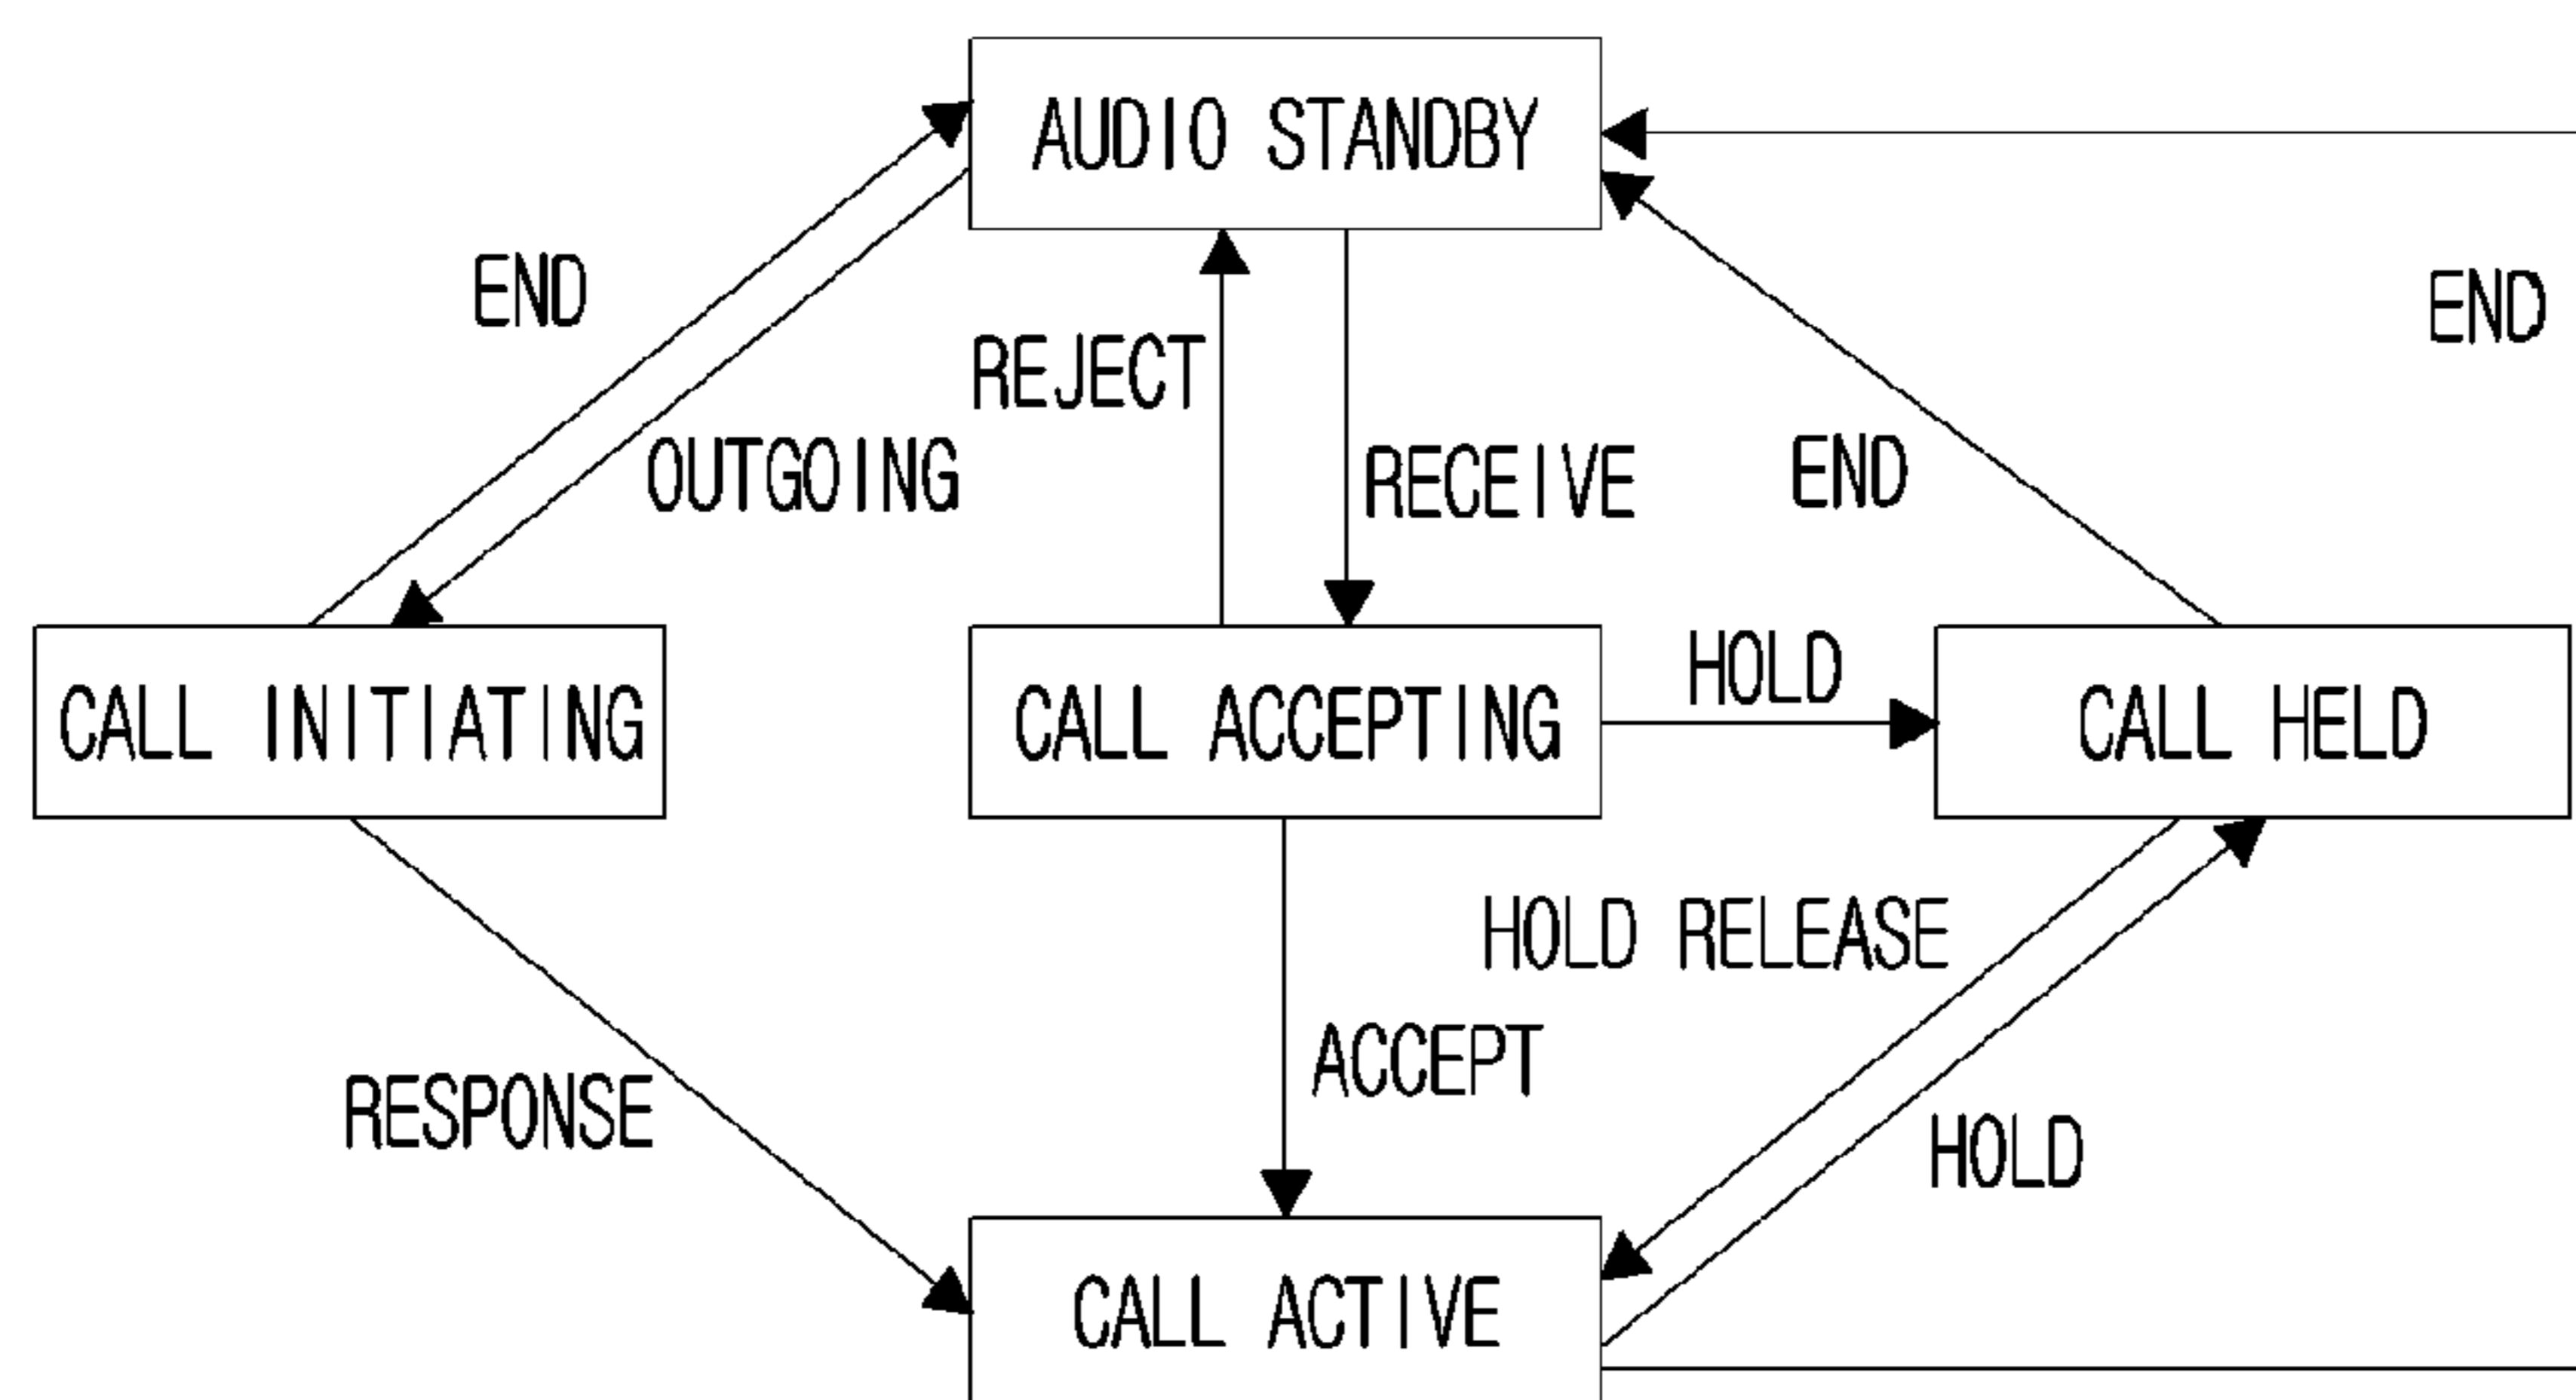 AUDIO STANDBY
END
END
REJECT
OUTGOING
RECEIVE
END
HOLD
CALL INITIATING
CALL ACCEPTING
CALL HELD
HOLD RELEASE
ACCEPT
RESPONSE
HOLD
CALL ACTIVE